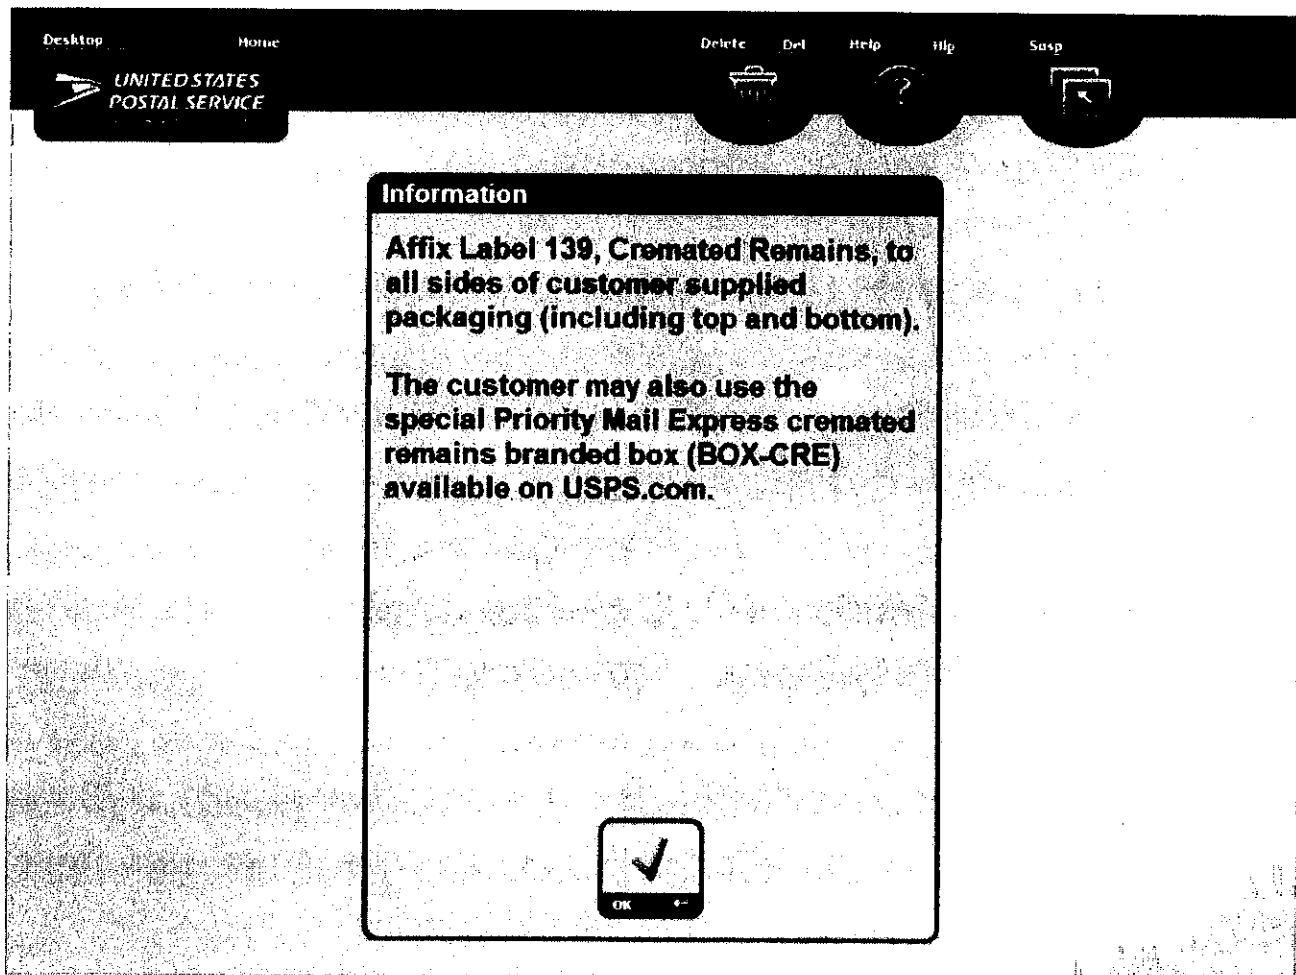 Desktop Home Delete Del Help Hlp Susp
UNITED STATES
POSTAL SERVICE
Information
Affix Label 139, Cremated Remains, to
all sides of customer supplied
packaging (including top and bottom).
The customer may also use the
special Priority Mail Express cremated
remains branded box (BOX-CRE)
available on USPS.com.
OK